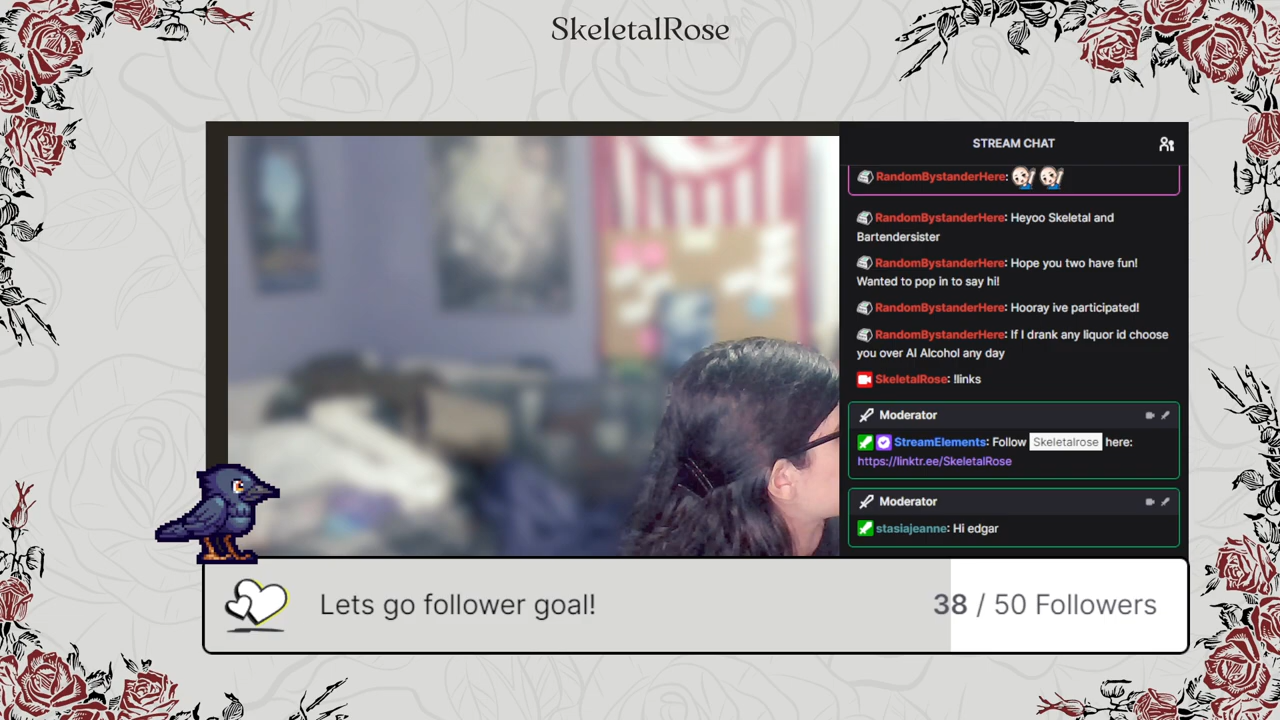 SkeletalRose
STREAM CHAT
RandomBystanderHere:
RandomBystanderHere: Heyoo Skeletal and
Bartendersister
RandomBystanderHere: Hope you two have fun!
Wanted to pop in to say hi!
RandomBystanderHere: Hooray ive participated!
RandomBystanderHere: If I drank any liquor id choose
you over AI Alcohol any day
SkeletalRose: !links
Moderator
StreamElements: Follow Skeletalrose here:
https://linktr.ee/SkeletalRose
Moderator
stasiajeanne: Hi edgar
Lets go follower goal!
38 / 50 Followers